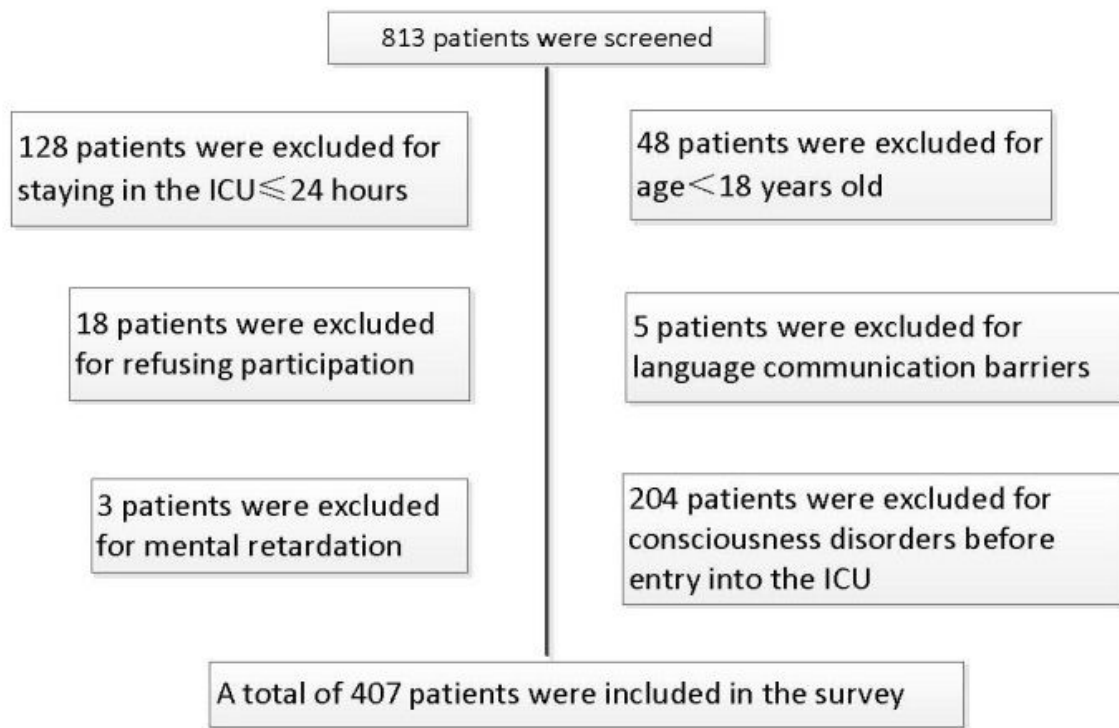 813 patients were screened
128 patients were excluded for
staying in the ICU≤24 hours
48 patients were excluded for
age<18 years old
18 patients were excluded
for refusing participation
5 patients were excluded for
language communication barriers
3 patients were excluded
for mental retardation
204 patients were excluded for
consciousness disorders before
entry into the ICU
A total of 407 patients were included in the survey